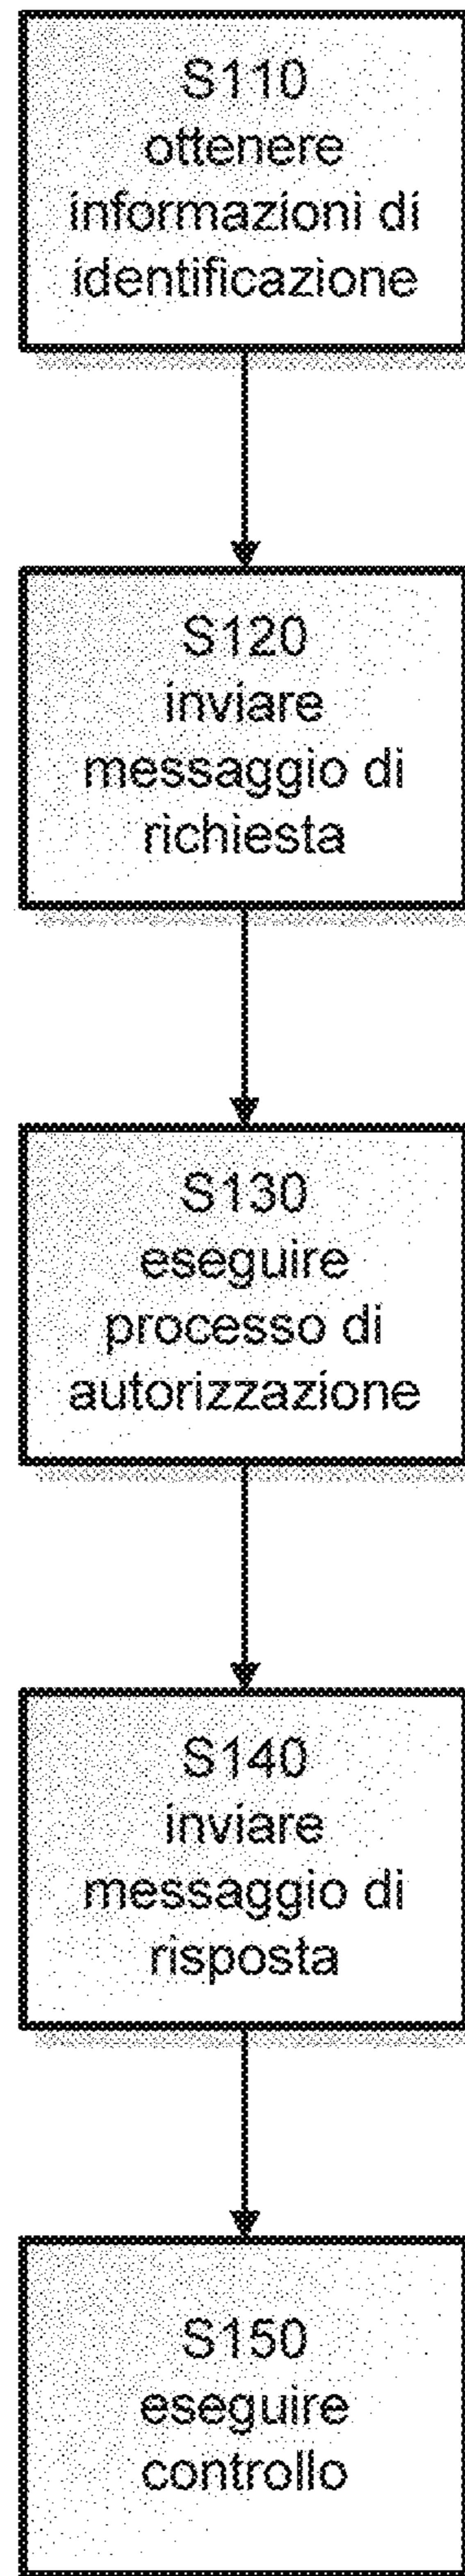 S110
ottenere
informazioni di
identificazione
S120
inviare
messaggio di
richiesta
S130
eseguire
processo di
autorizzazione
S140
inviare
messaggio di
risposta
S150
eseguire
controllo